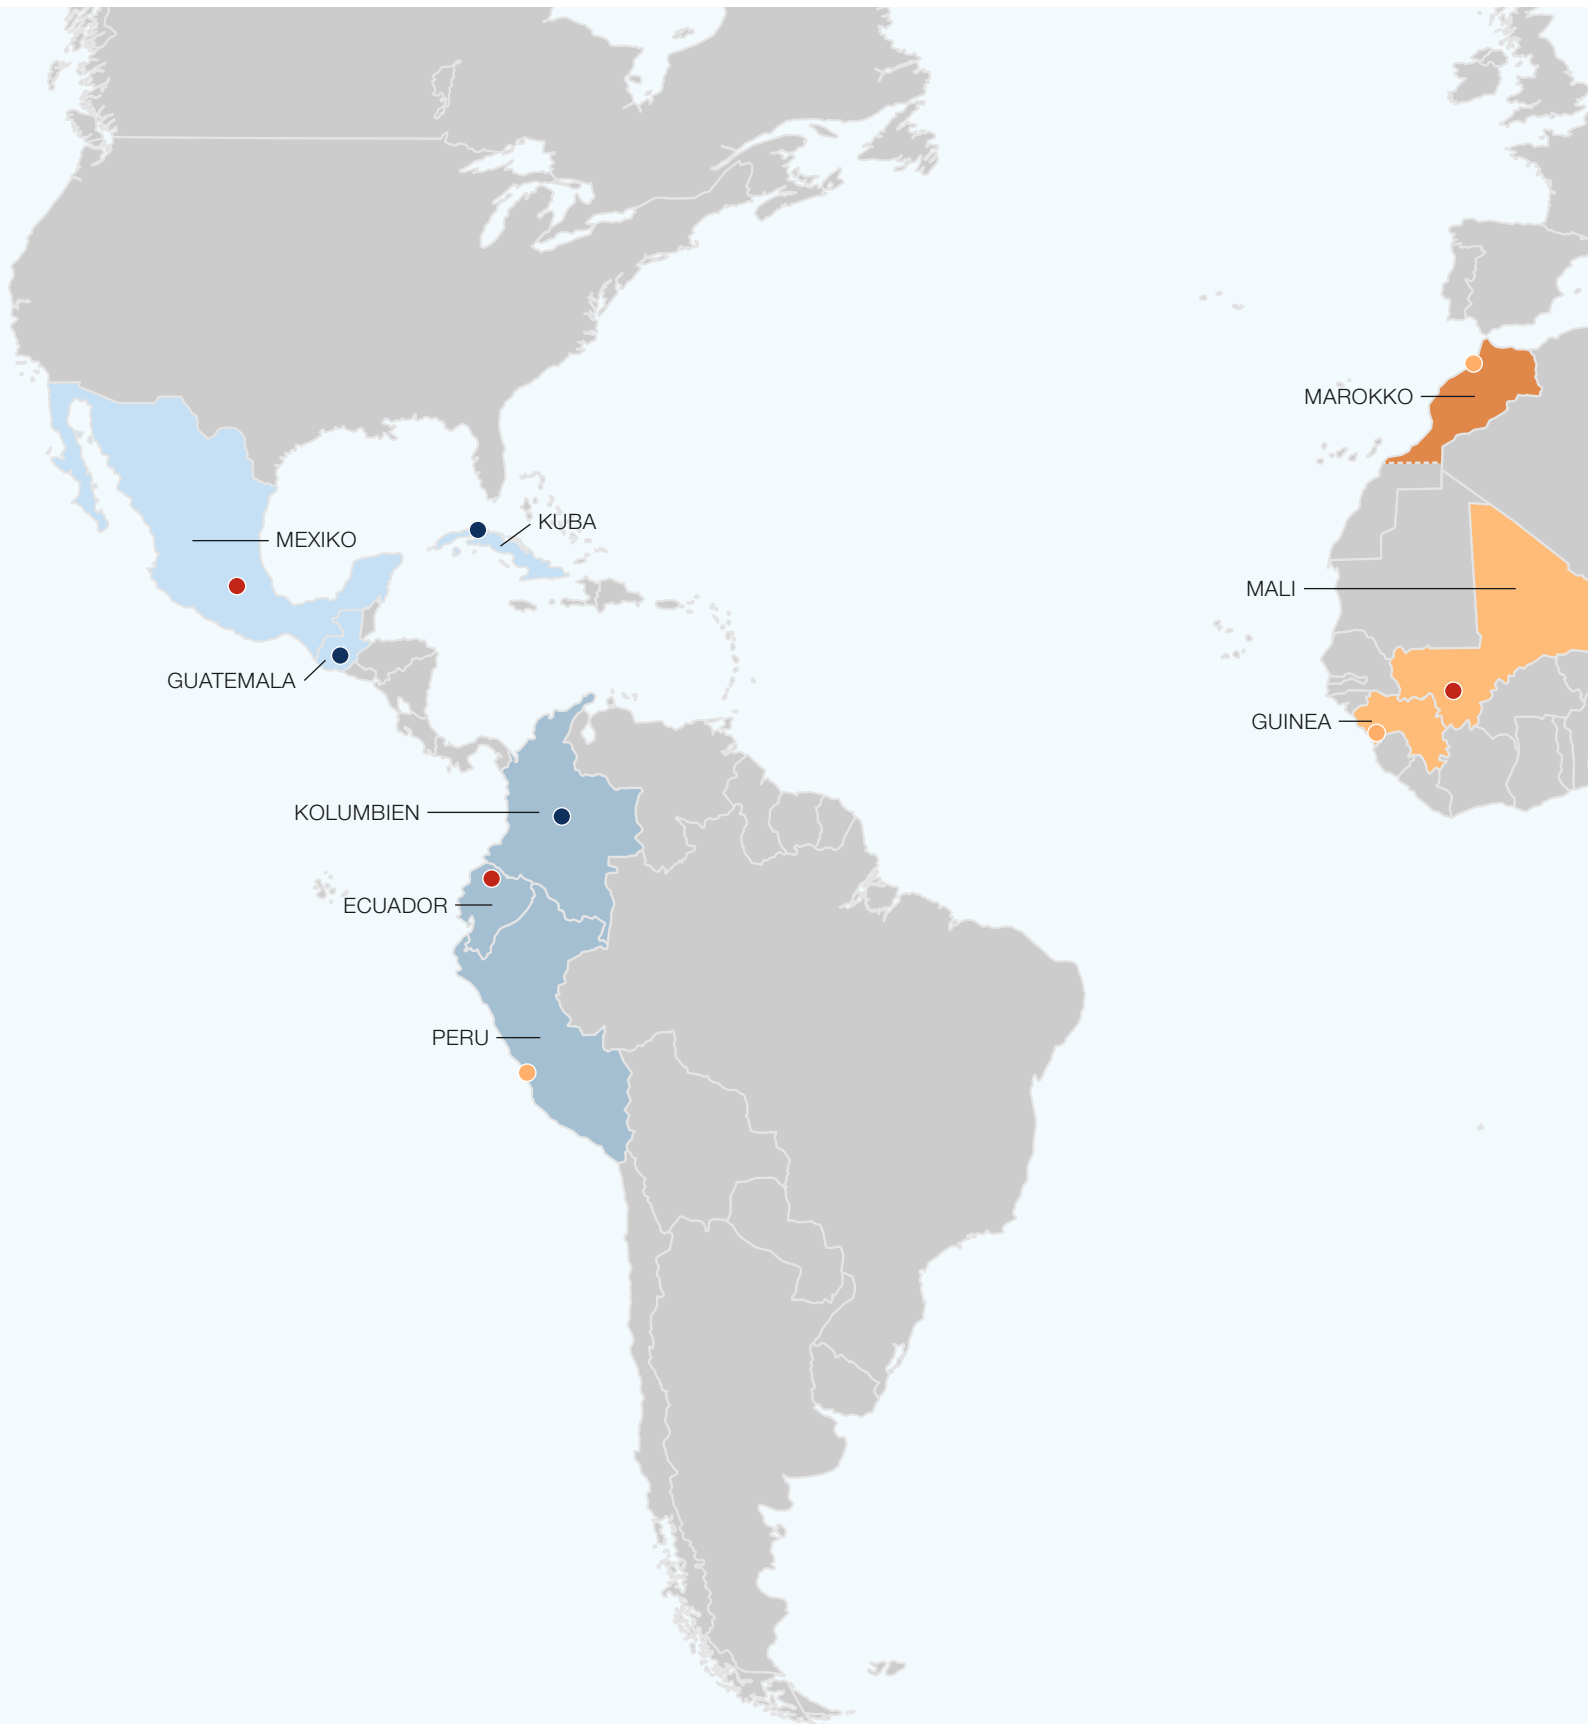 MAROKKO
KUBA
MEXIKO
MALI
GUATEMALA
GUINEA
KOLUMBIEN
ECUADOR
PERU